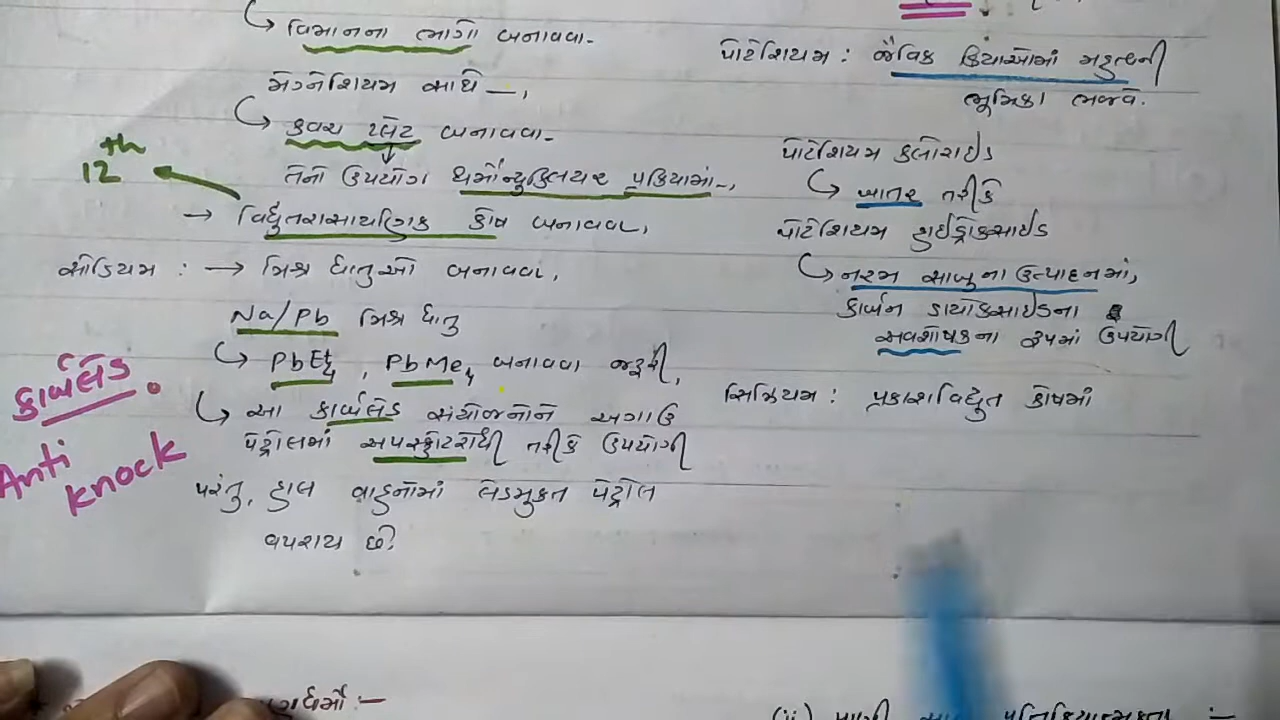 ↳ વિમાનના ભાગો બનાવવા-
મેગ્નેશિયમ સાથે -,
↳ કવચ પ્લેટ બનાવવા-
તેનો ઉપયોગ થર્મોન્યુક્લિયર પ્રક્રિયામાં-,
12th
→ વિદ્યુતરાસાયણિક કોષ બનાવવા,
સોડિયમ : → મિશ્ર ધાતુઓ બનાવવા,
Na/Pb મિશ્ર ધાતુ
↳ PbEt4, PbMe4 બનાવવા જરૂરી,
↳ આ કાર્બલેડ સંયોજનોને અગાઉ
પેટ્રોલમાં અપસ્ફોટરોધી તરીકે ઉપયોગી
પરંતુ, હાલ વાહનોમાં લેડમુક્ત પેટ્રોલ
વપરાય છે.
કાર્બલેડ.
Anti
knock
પોટેશિયમ : જૈવિક ક્રિયાઓમાં મહત્વની
ભૂમિકા ભજવે.
પોટેશિયમ ક્લોરાઇડ
↳ ખાતર તરીકે
પોટેશિયમ હાઇડ્રોક્સાઇડ
↳ નરમ સાબુના ઉત્પાદનમાં,
કાર્બન ડાયોક્સાઇડના
અવશોષકના રૂપમાં ઉપયોગી
સિઝિયમ : પ્રકાશવિદ્યુત કોષમાં